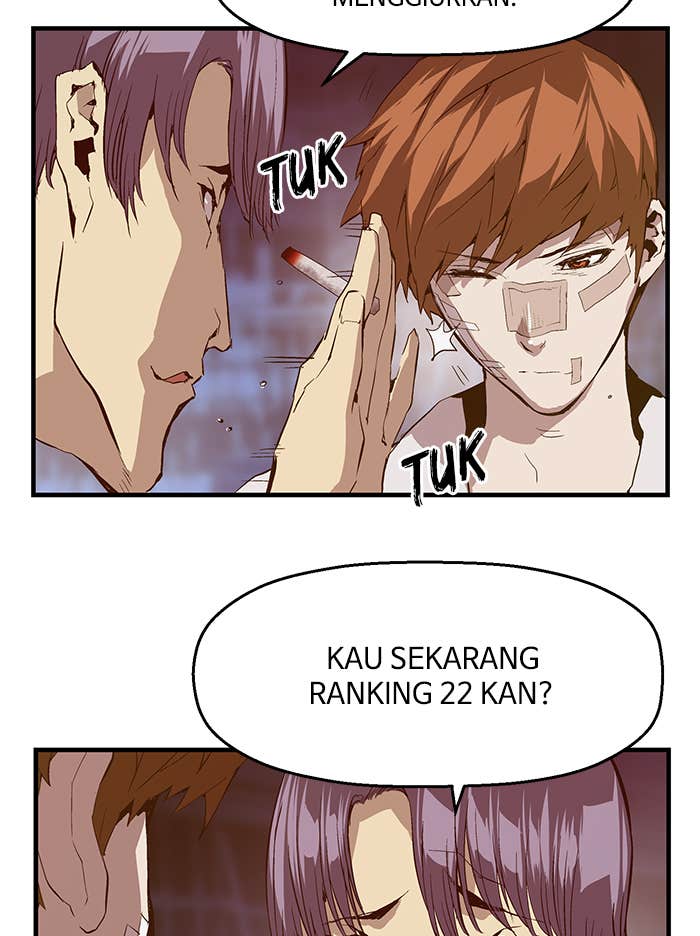 MENGGIURKAN.
TUK
TUK
KAU SEKARANG
RANKING 22 KAN?